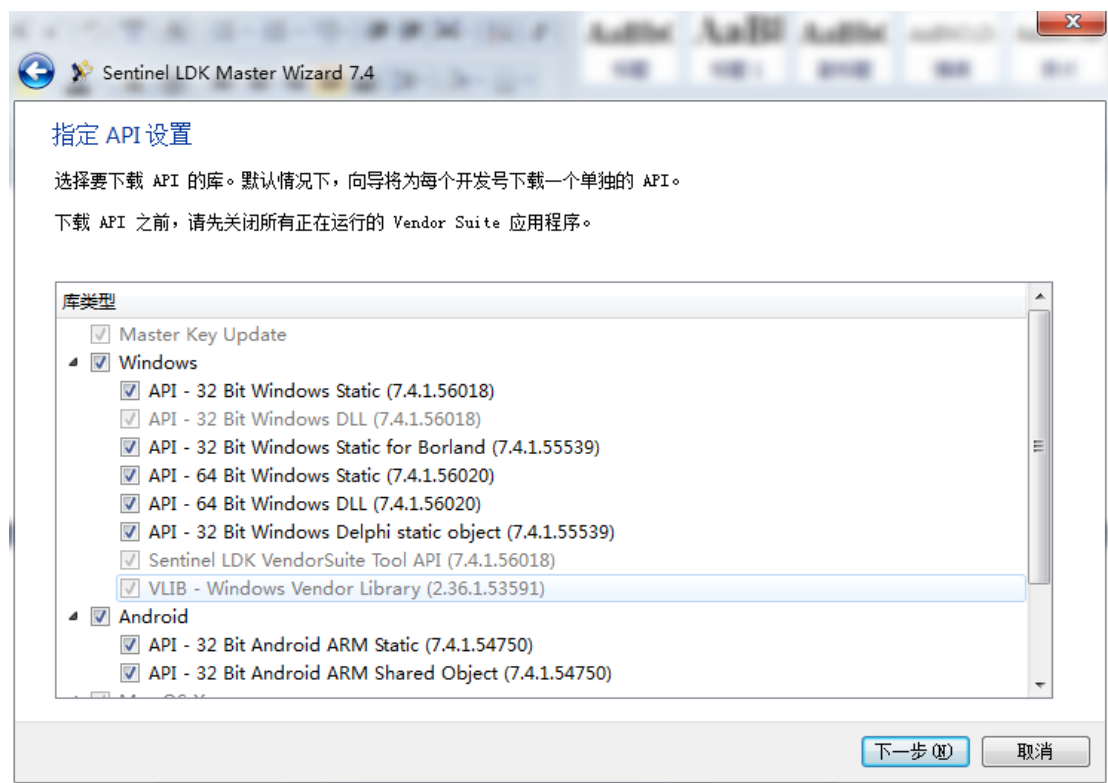 Sentinel LDK Master Wizard 7.4
指定 API 设置
选择要下载 API 的库。默认情况下，向导将为每个开发号下载一个单独的 API。
下载 API 之前，请先关闭所有正在运行的 Vendor Suite 应用程序。
库类型
Master Key Update
Windows
API - 32 Bit Windows Static (7.4.1.56018)
API - 32 Bit Windows DLL (7.4.1.56018)
API - 32 Bit Windows Static for Borland (7.4.1.55539)
API - 64 Bit Windows Static (7.4.1.56020)
API - 64 Bit Windows DLL (7.4.1.56020)
API - 32 Bit Windows Delphi static object (7.4.1.55539)
Sentinel LDK VendorSuite Tool API (7.4.1.56018)
VLIB - Windows Vendor Library (2.36.1.53591)
Android
API - 32 Bit Android ARM Static (7.4.1.54750)
API - 32 Bit Android ARM Shared Object (7.4.1.54750)
下一步(N) 取消